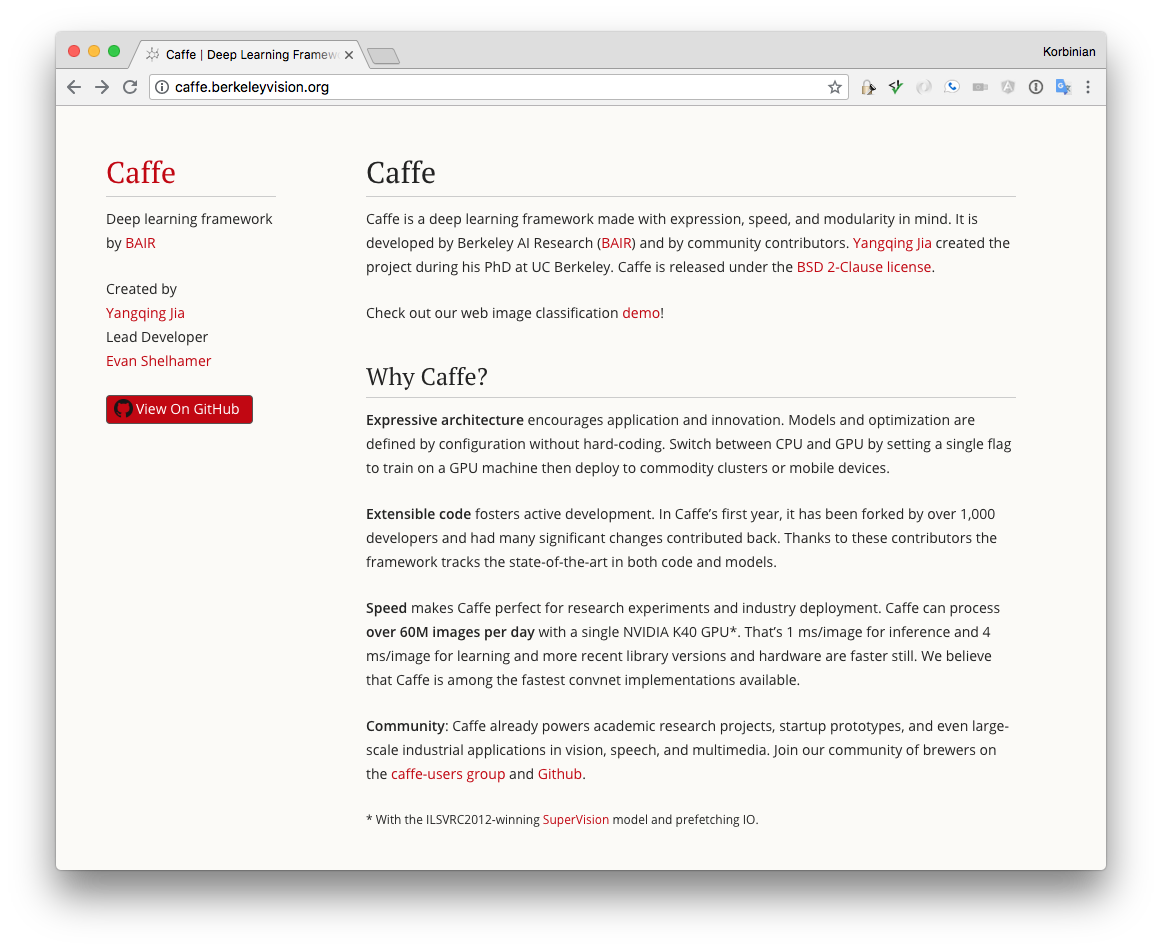 Caffe | Deep Learning Framew
Korbinian
caffe.berkeleyvision.org
Caffe
Deep learning framework
by BAIR
Created by
Yangqing Jia
Lead Developer
Evan Shelhamer
View On GitHub
Caffe
Caffe is a deep learning framework made with expression, speed, and modularity in mind. It is
developed by Berkeley AI Research (BAIR) and by community contributors. Yangqing Jia created the
project during his PhD at UC Berkeley. Caffe is released under the BSD 2-Clause license.
Check out our web image classification demo!
Why Caffe?
Expressive architecture encourages application and innovation. Models and optimization are
defined by configuration without hard-coding. Switch between CPU and GPU by setting a single flag
to train on a GPU machine then deploy to commodity clusters or mobile devices.
Extensible code fosters active development. In Caffe’s first year, it has been forked by over 1,000
developers and had many significant changes contributed back. Thanks to these contributors the
framework tracks the state-of-the-art in both code and models.
Speed makes Caffe perfect for research experiments and industry deployment. Caffe can process
over 60M images per day with a single NVIDIA K40 GPU*. That’s 1 ms/image for inference and 4
ms/image for learning and more recent library versions and hardware are faster still. We believe
that Caffe is among the fastest convnet implementations available.
Community: Caffe already powers academic research projects, startup prototypes, and even large-
scale industrial applications in vision, speech, and multimedia. Join our community of brewers on
the caffe-users group and Github.
* With the ILSVRC2012-winning SuperVision model and prefetching IO.